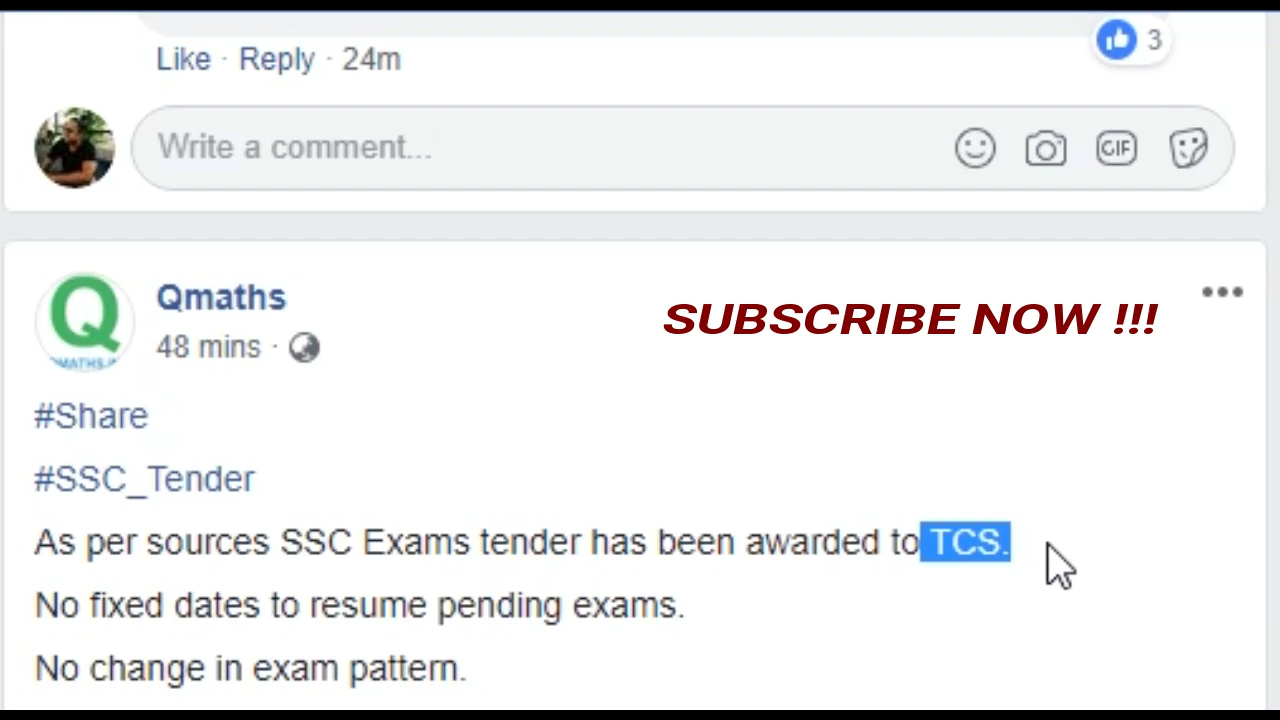 Like · Reply · 24m
3
Write a comment...
GIF
Qmaths
SUBSCRIBE NOW !!!
48 mins ·
#Share
#SSC_Tender
As per sources SSC Exams tender has been awarded to TCS.
No fixed dates to resume pending exams.
No change in exam pattern.